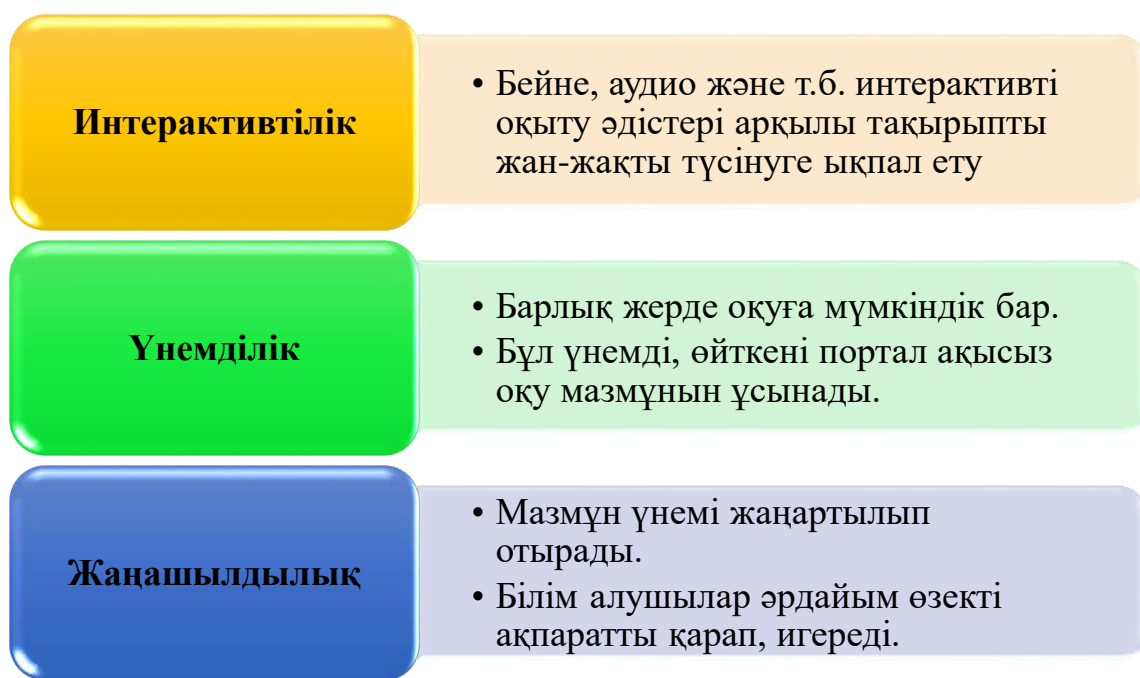 Интерактивтілік
• Бейне, аудио және т.б. интерактивті
оқыту әдістері арқылы тақырыпты
жан-жақты түсінуге ықпал ету
Үнемділік
• Барлық жерде оқуға мүмкіндік бар.
• Бұл үнемді, өйткені портал ақысыз
оқу мазмұнын ұсынады.
Жаңашылдылық
• Мазмұн үнемі жаңартылып
отырады.
• Білім алушылар әрдайым өзекті
ақпаратты қарап, игереді.